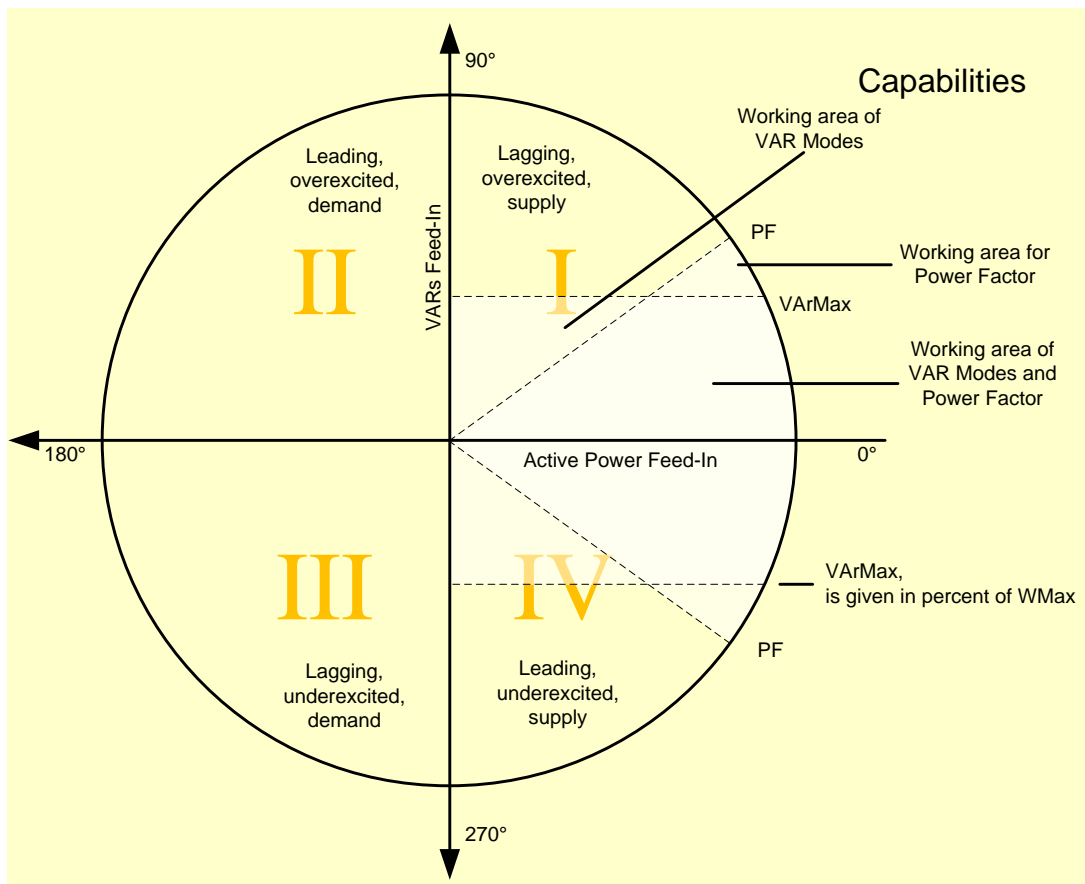 90°
Capabilities
Working area of
VAR Modes
Leading,
overexcited,
demand
Lagging,
overexcited,
supply
II
I
VARs Feed-In
PF
Working area for
Power Factor
VArMax
Working area of
VAR Modes and
Power Factor
180°
Active Power Feed-In
0°
III
IV
VArMax,
is given in percent of WMax
PF
Lagging,
underexcited,
demand
Leading,
underexcited,
supply
270°